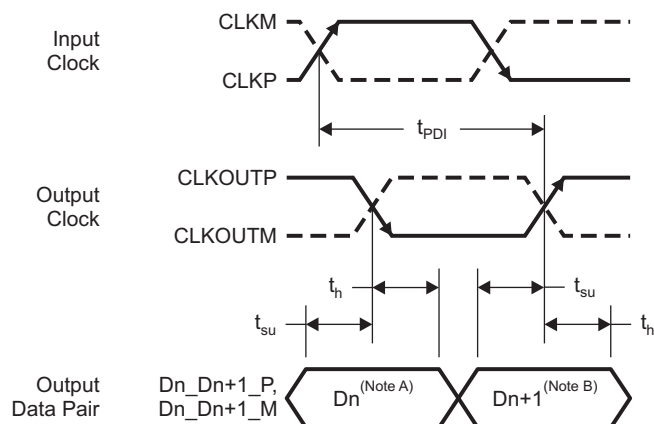 CLKM
Input
Clock
CLKP
tPDI
CLKOUTP
Output
Clock
CLKOUTM
th
tsu
tsu
th
Output
Data Pair
Dn_Dn+1_P,
Dn_Dn+1_M
Dn(Note A)
Dn+1(Note B)